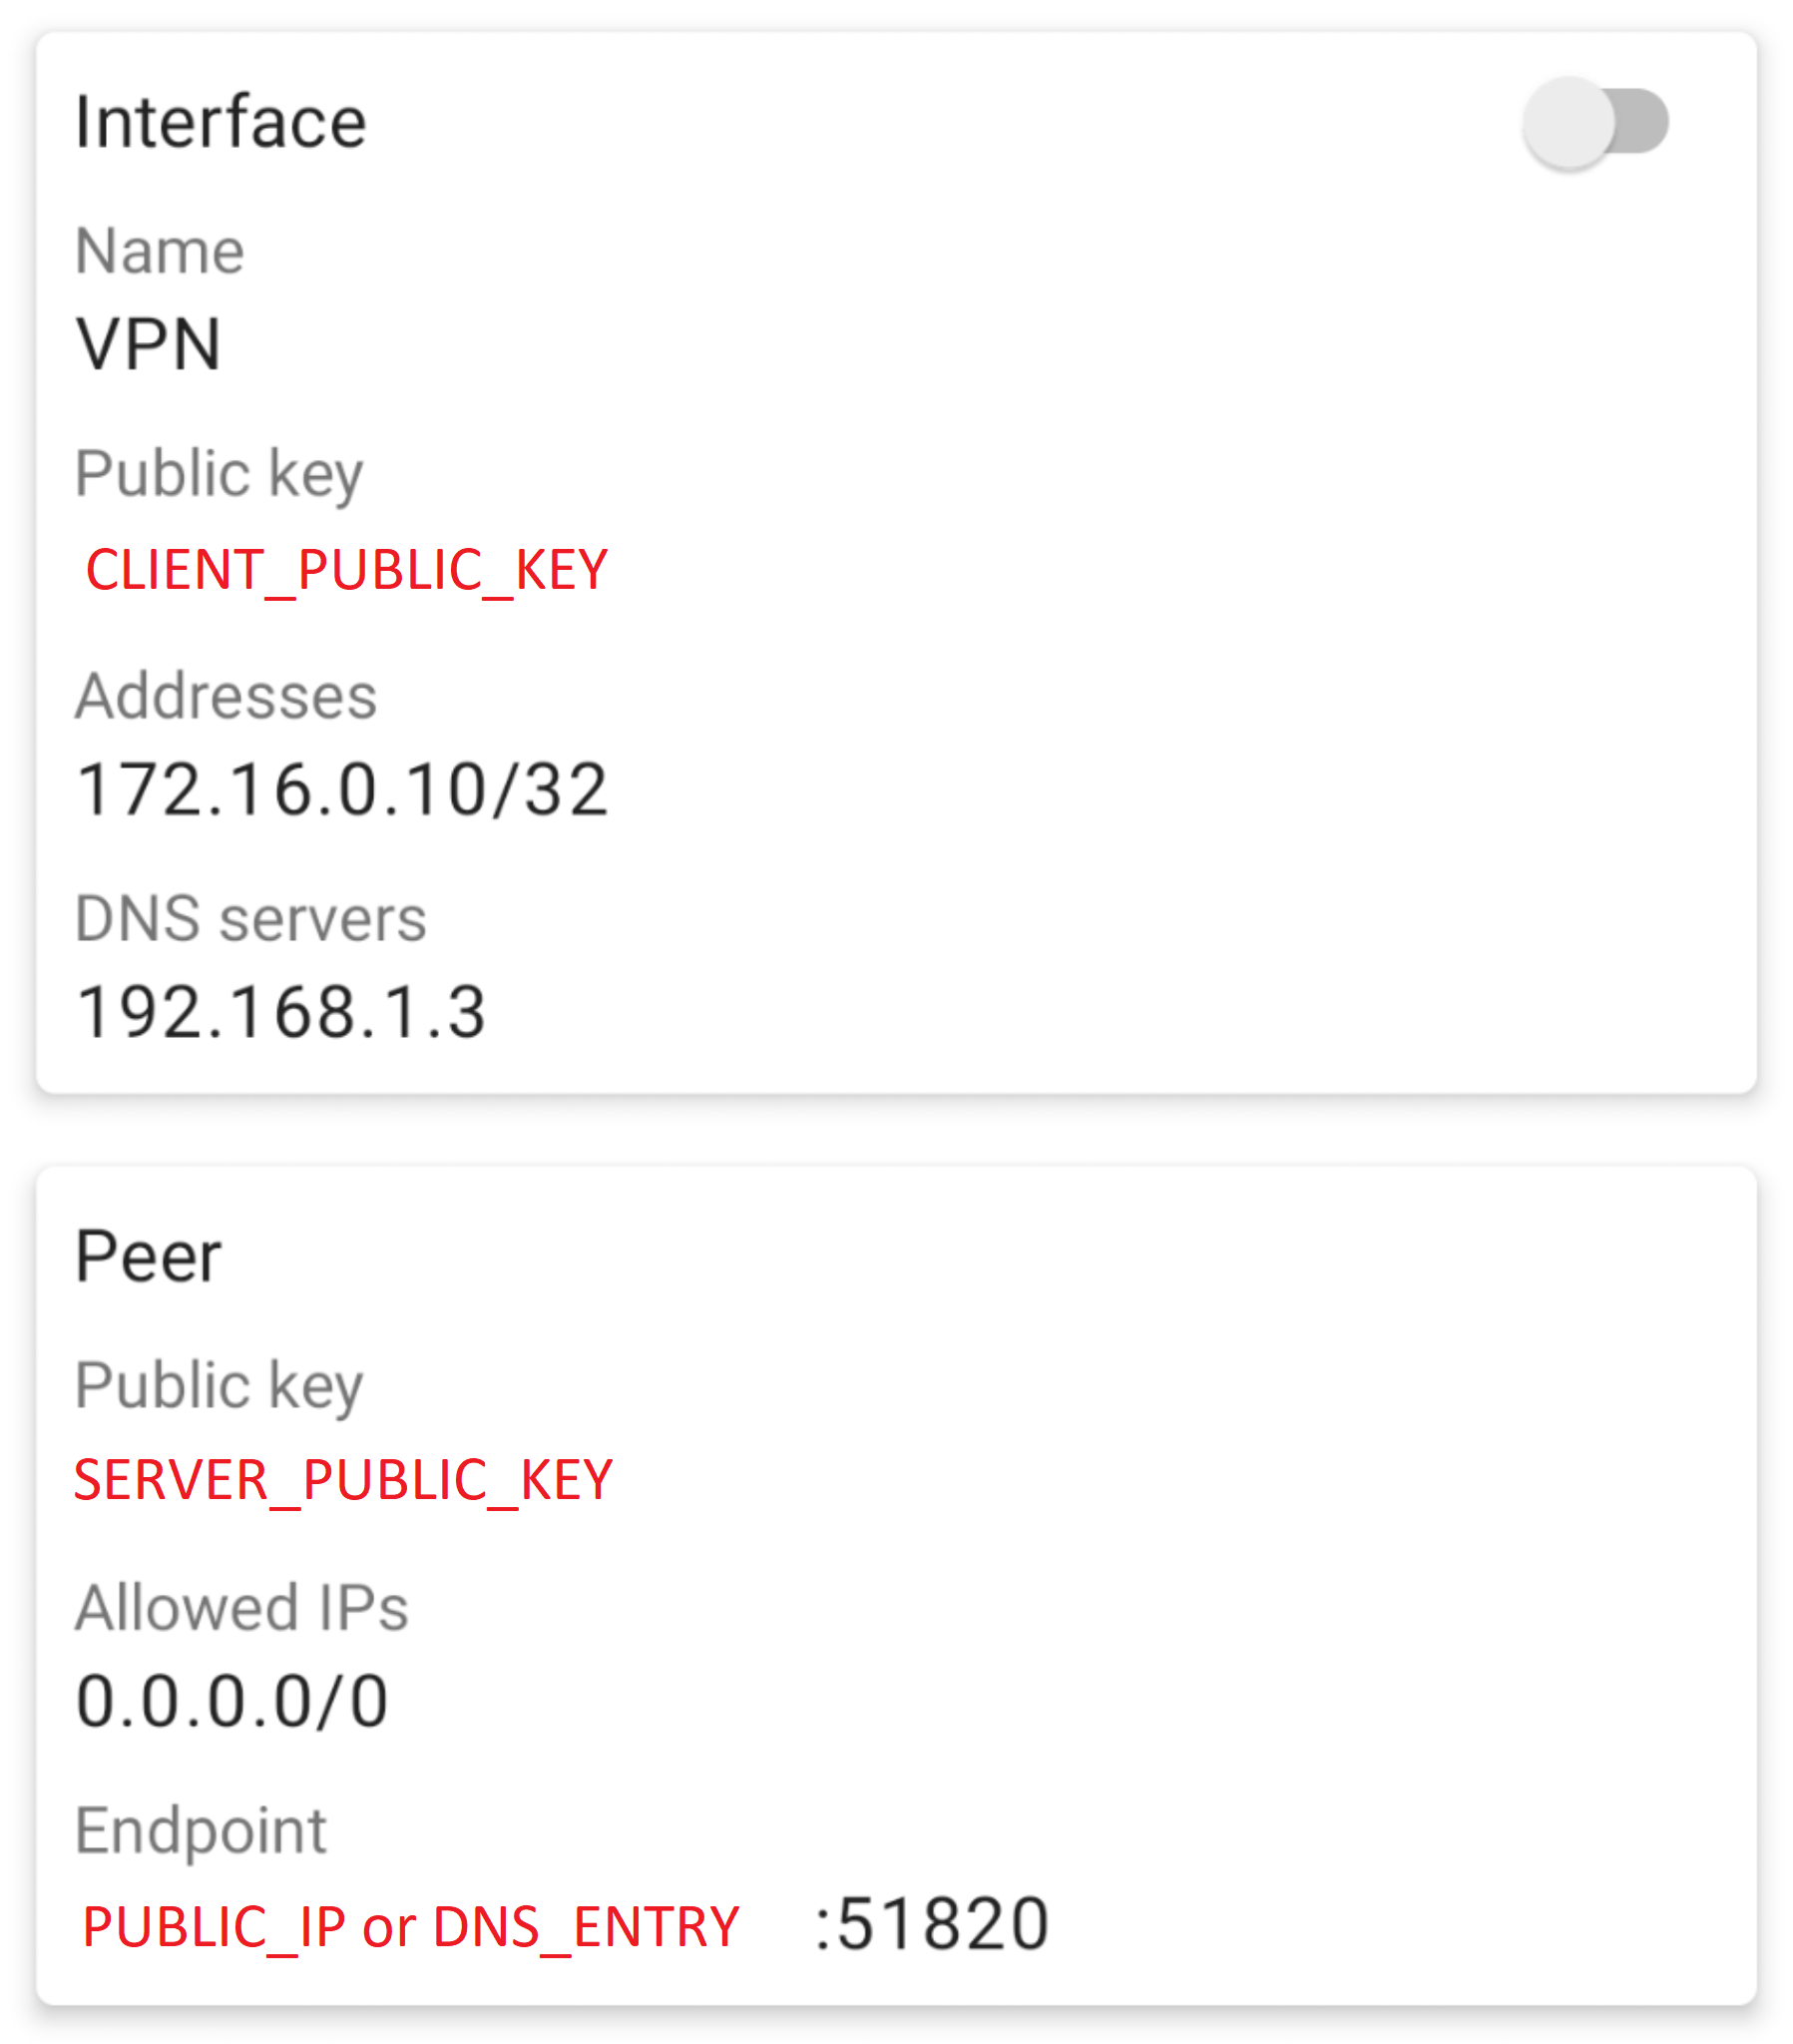 Interface
Name
VPN
Public key
CLIENT_PUBLIC_KEY
Addresses
172.16.0.10/32
DNS servers
192.168.1.3
Peer
Public key
SERVER_PUBLIC_KEY
Allowed IPs
0.0.0.0/0
Endpoint
PUBLIC_IP or DNS_ENTRY :51820